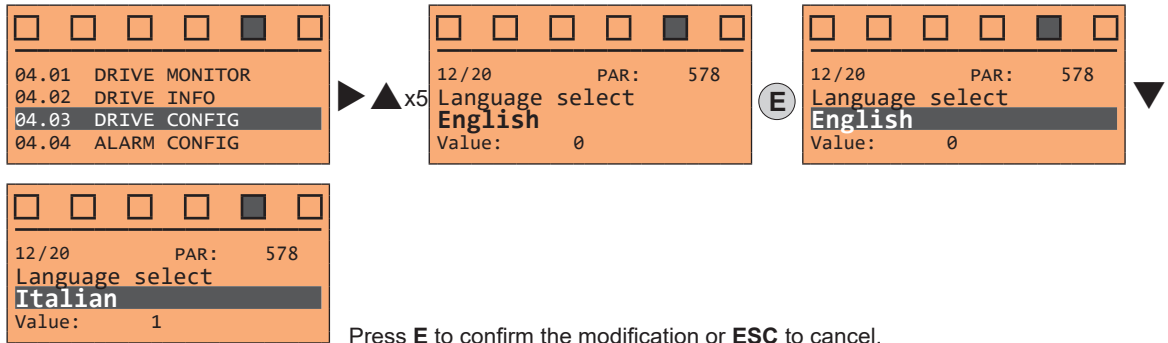 04.01 DRIVE MONITOR
04.02 DRIVE INFO
04.03 DRIVE CONFIG
04.04 ALARM CONFIG
x5
12/20 PAR: 578
Language select
English
Value: 0
E
12/20 PAR: 578
Language select
English
Value: 0
12/20 PAR: 578
Language select
Italian
Value: 1
Press E to confirm the modification or ESC to cancel.